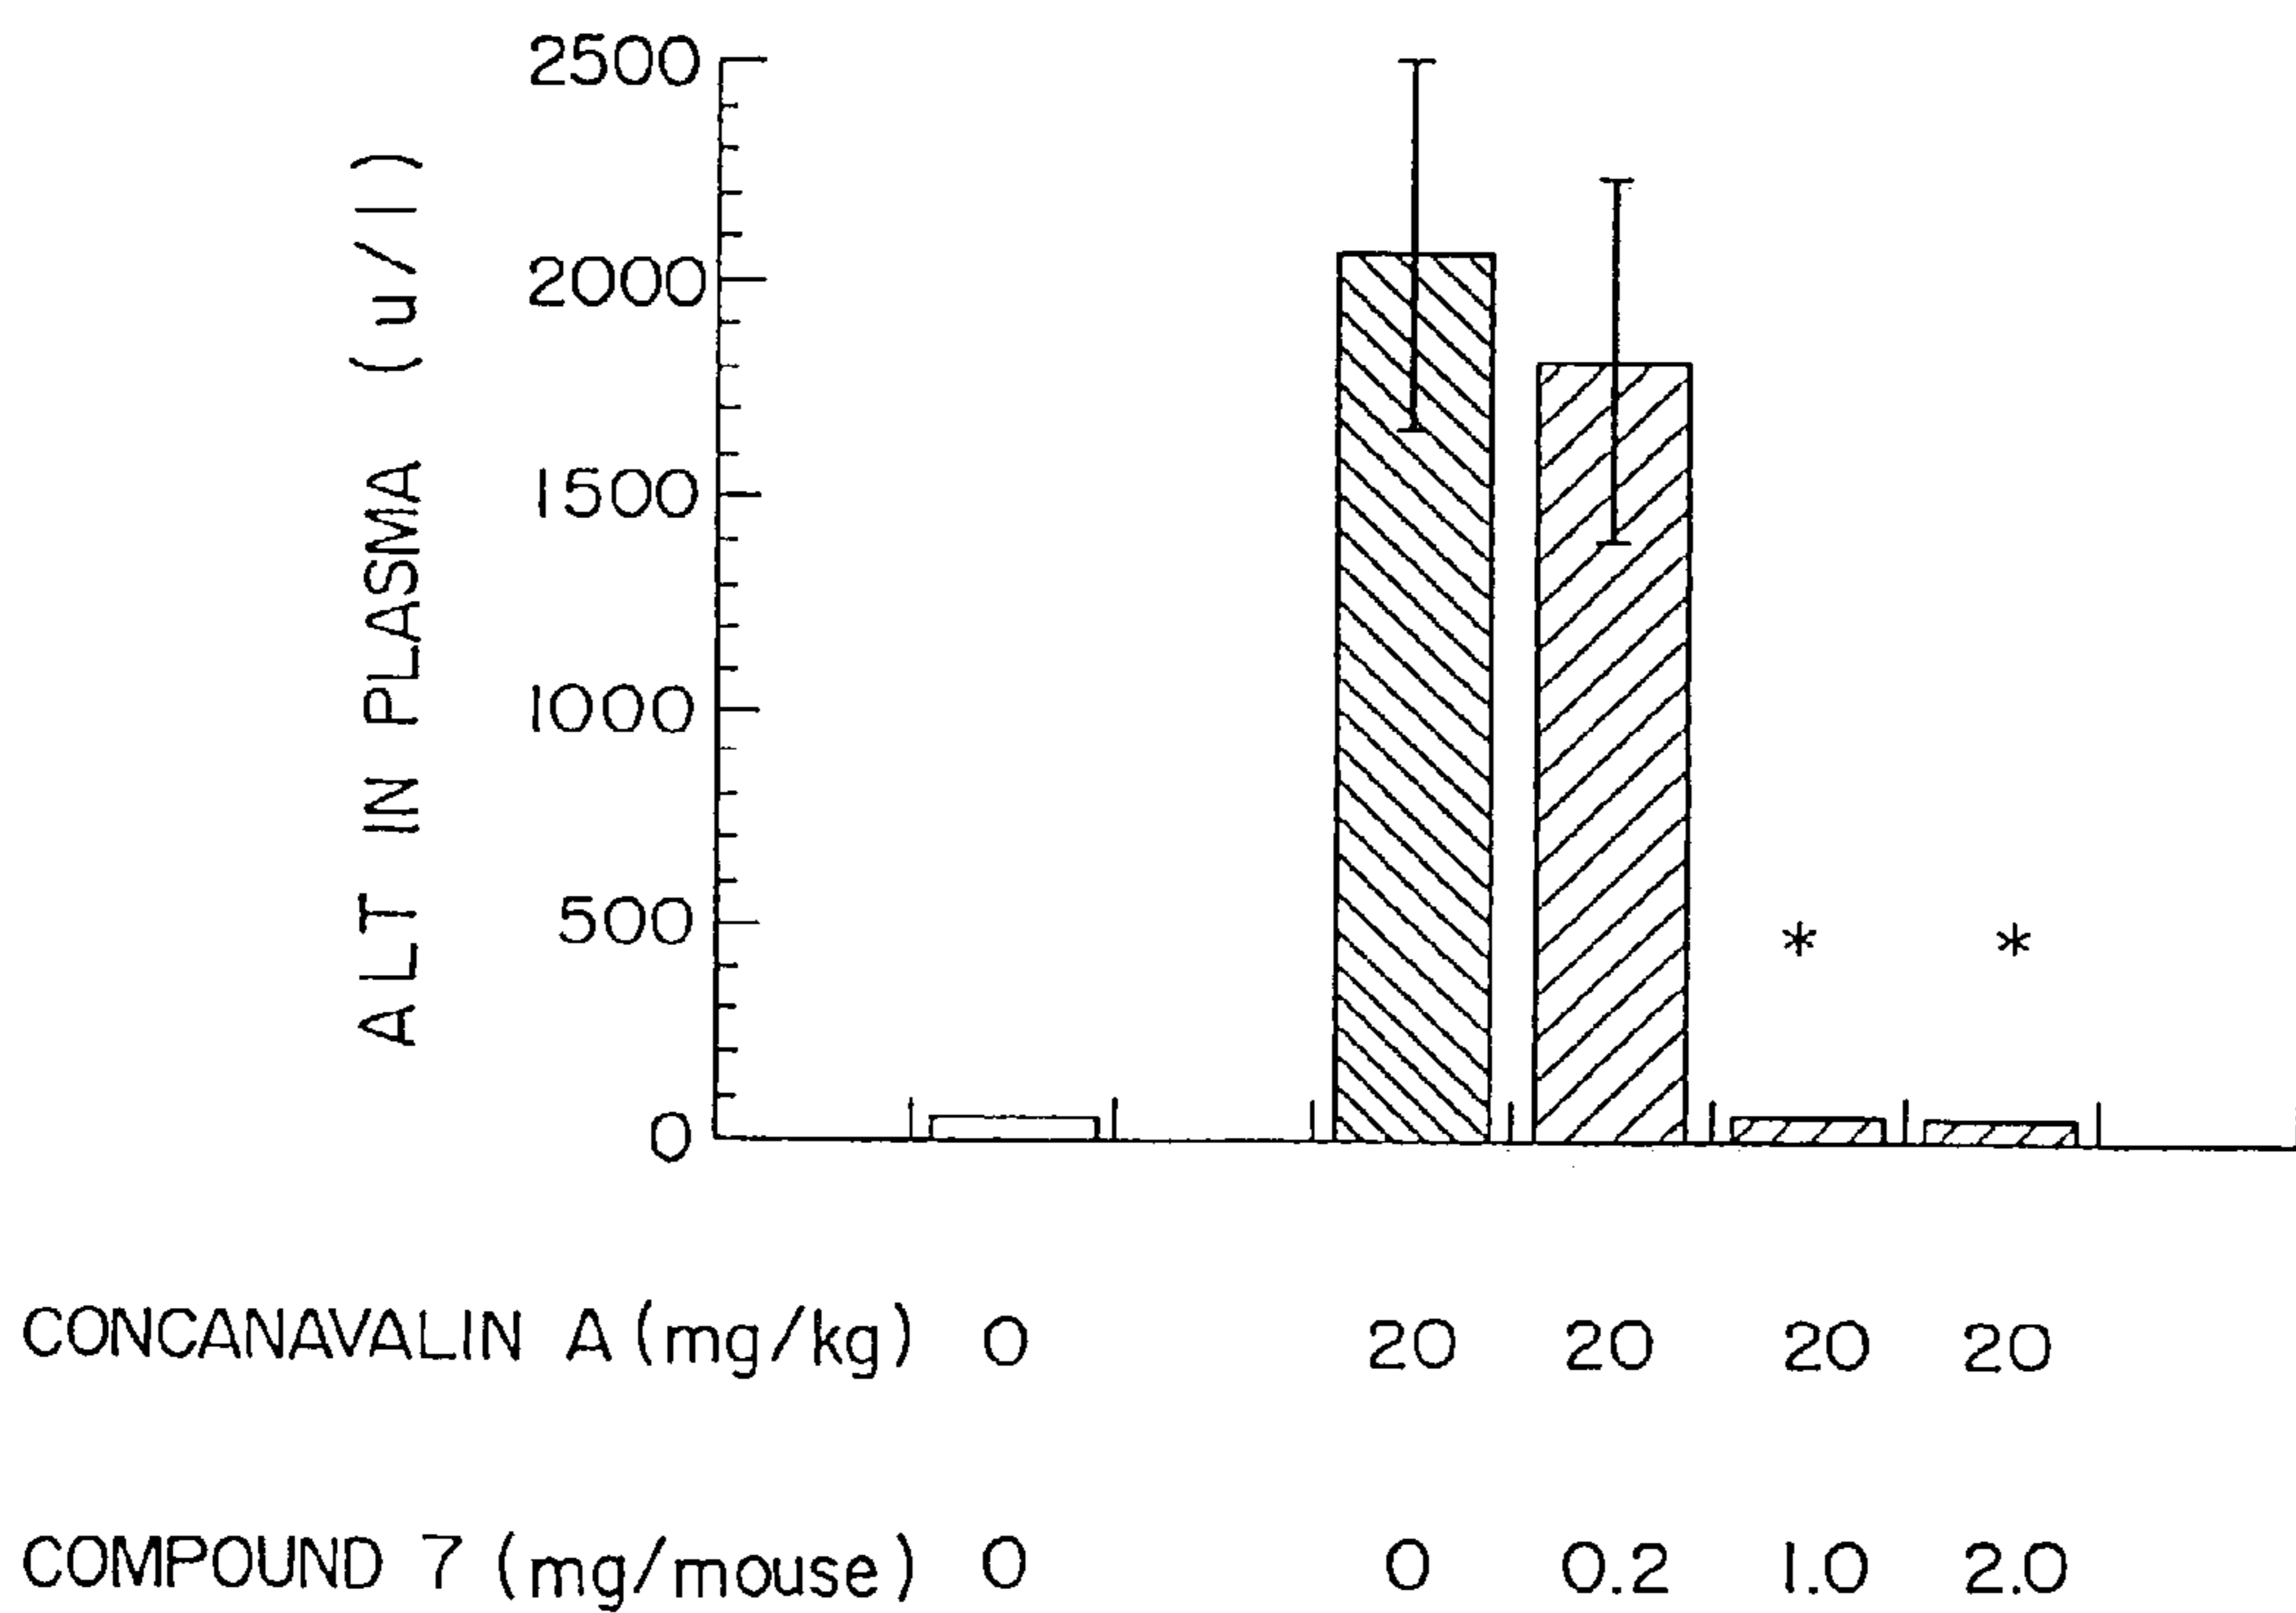 ALT IN PLASMA (u/l)
2500
2000
1500
1000
500
0
* *
CONCANAVALIN A (mg/kg) 0 20 20 20 20
COMPOUND 7 (mg/mouse) 0 0 0.2 1.0 2.0